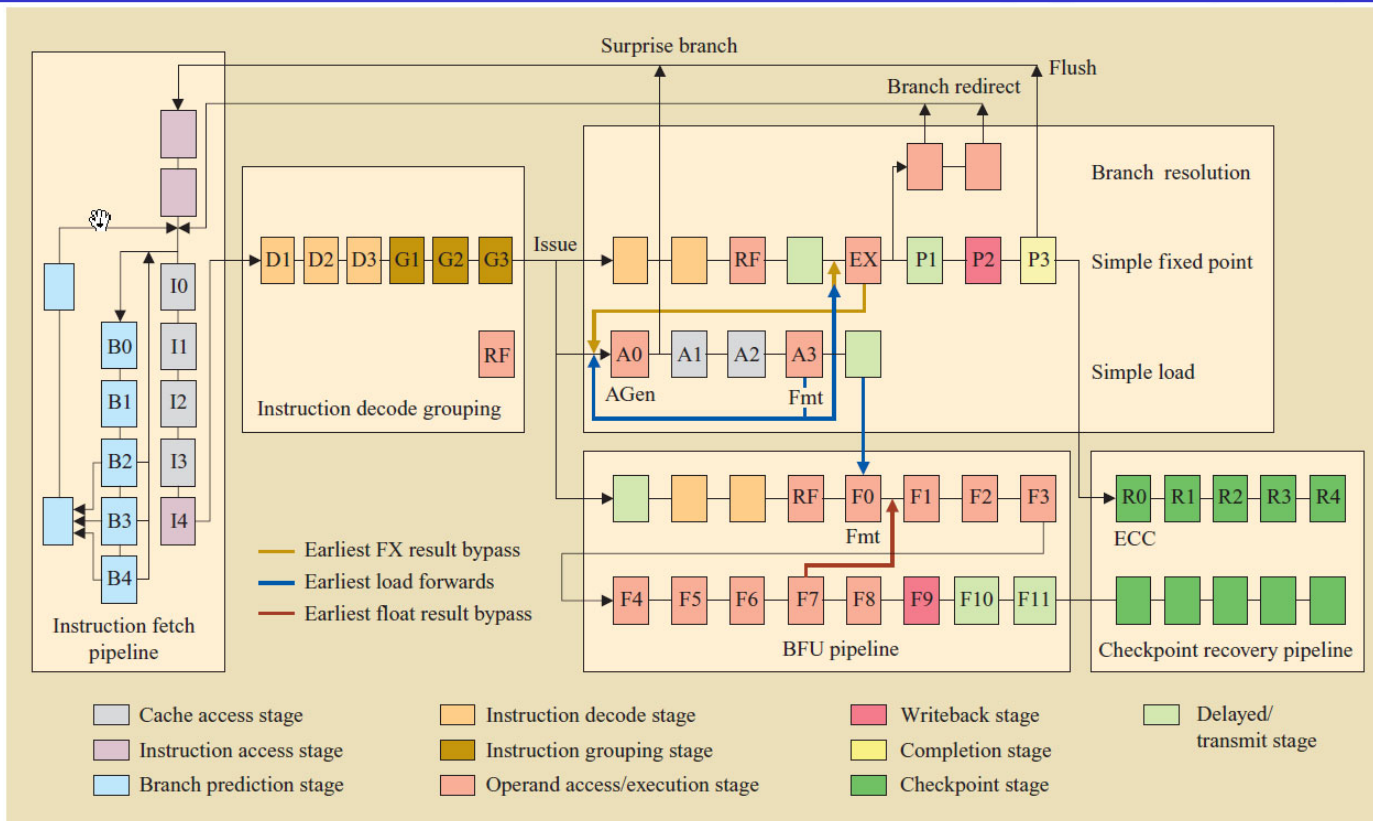 Surprise branch
Flush
Branch redirect
Branch resolution
Issue
D1 D2 D3 G1 G2 G3
RF EX P1 P2 P3
Simple fixed point
I0
B0 I1
RF
A0 A1 A2 A3
Simple load
AGen Fmt
B1 I2
Instruction decode grouping
B2 I3
RF F0 F1 F2 F3
R0 R1 R2 R3 R4
B3 I4
Fmt
ECC
Earliest FX result bypass
B4
Earliest load forwards
F4 F5 F6 F7 F8 F9 F10 F11
Earliest float result bypass
Instruction fetch
pipeline
BFU pipeline
Checkpoint recovery pipeline
Cache access stage
Instruction access stage
Branch prediction stage
Instruction decode stage
Instruction grouping stage
Operand access/execution stage
Writeback stage
Completion stage
Checkpoint stage
Delayed/
transmit stage